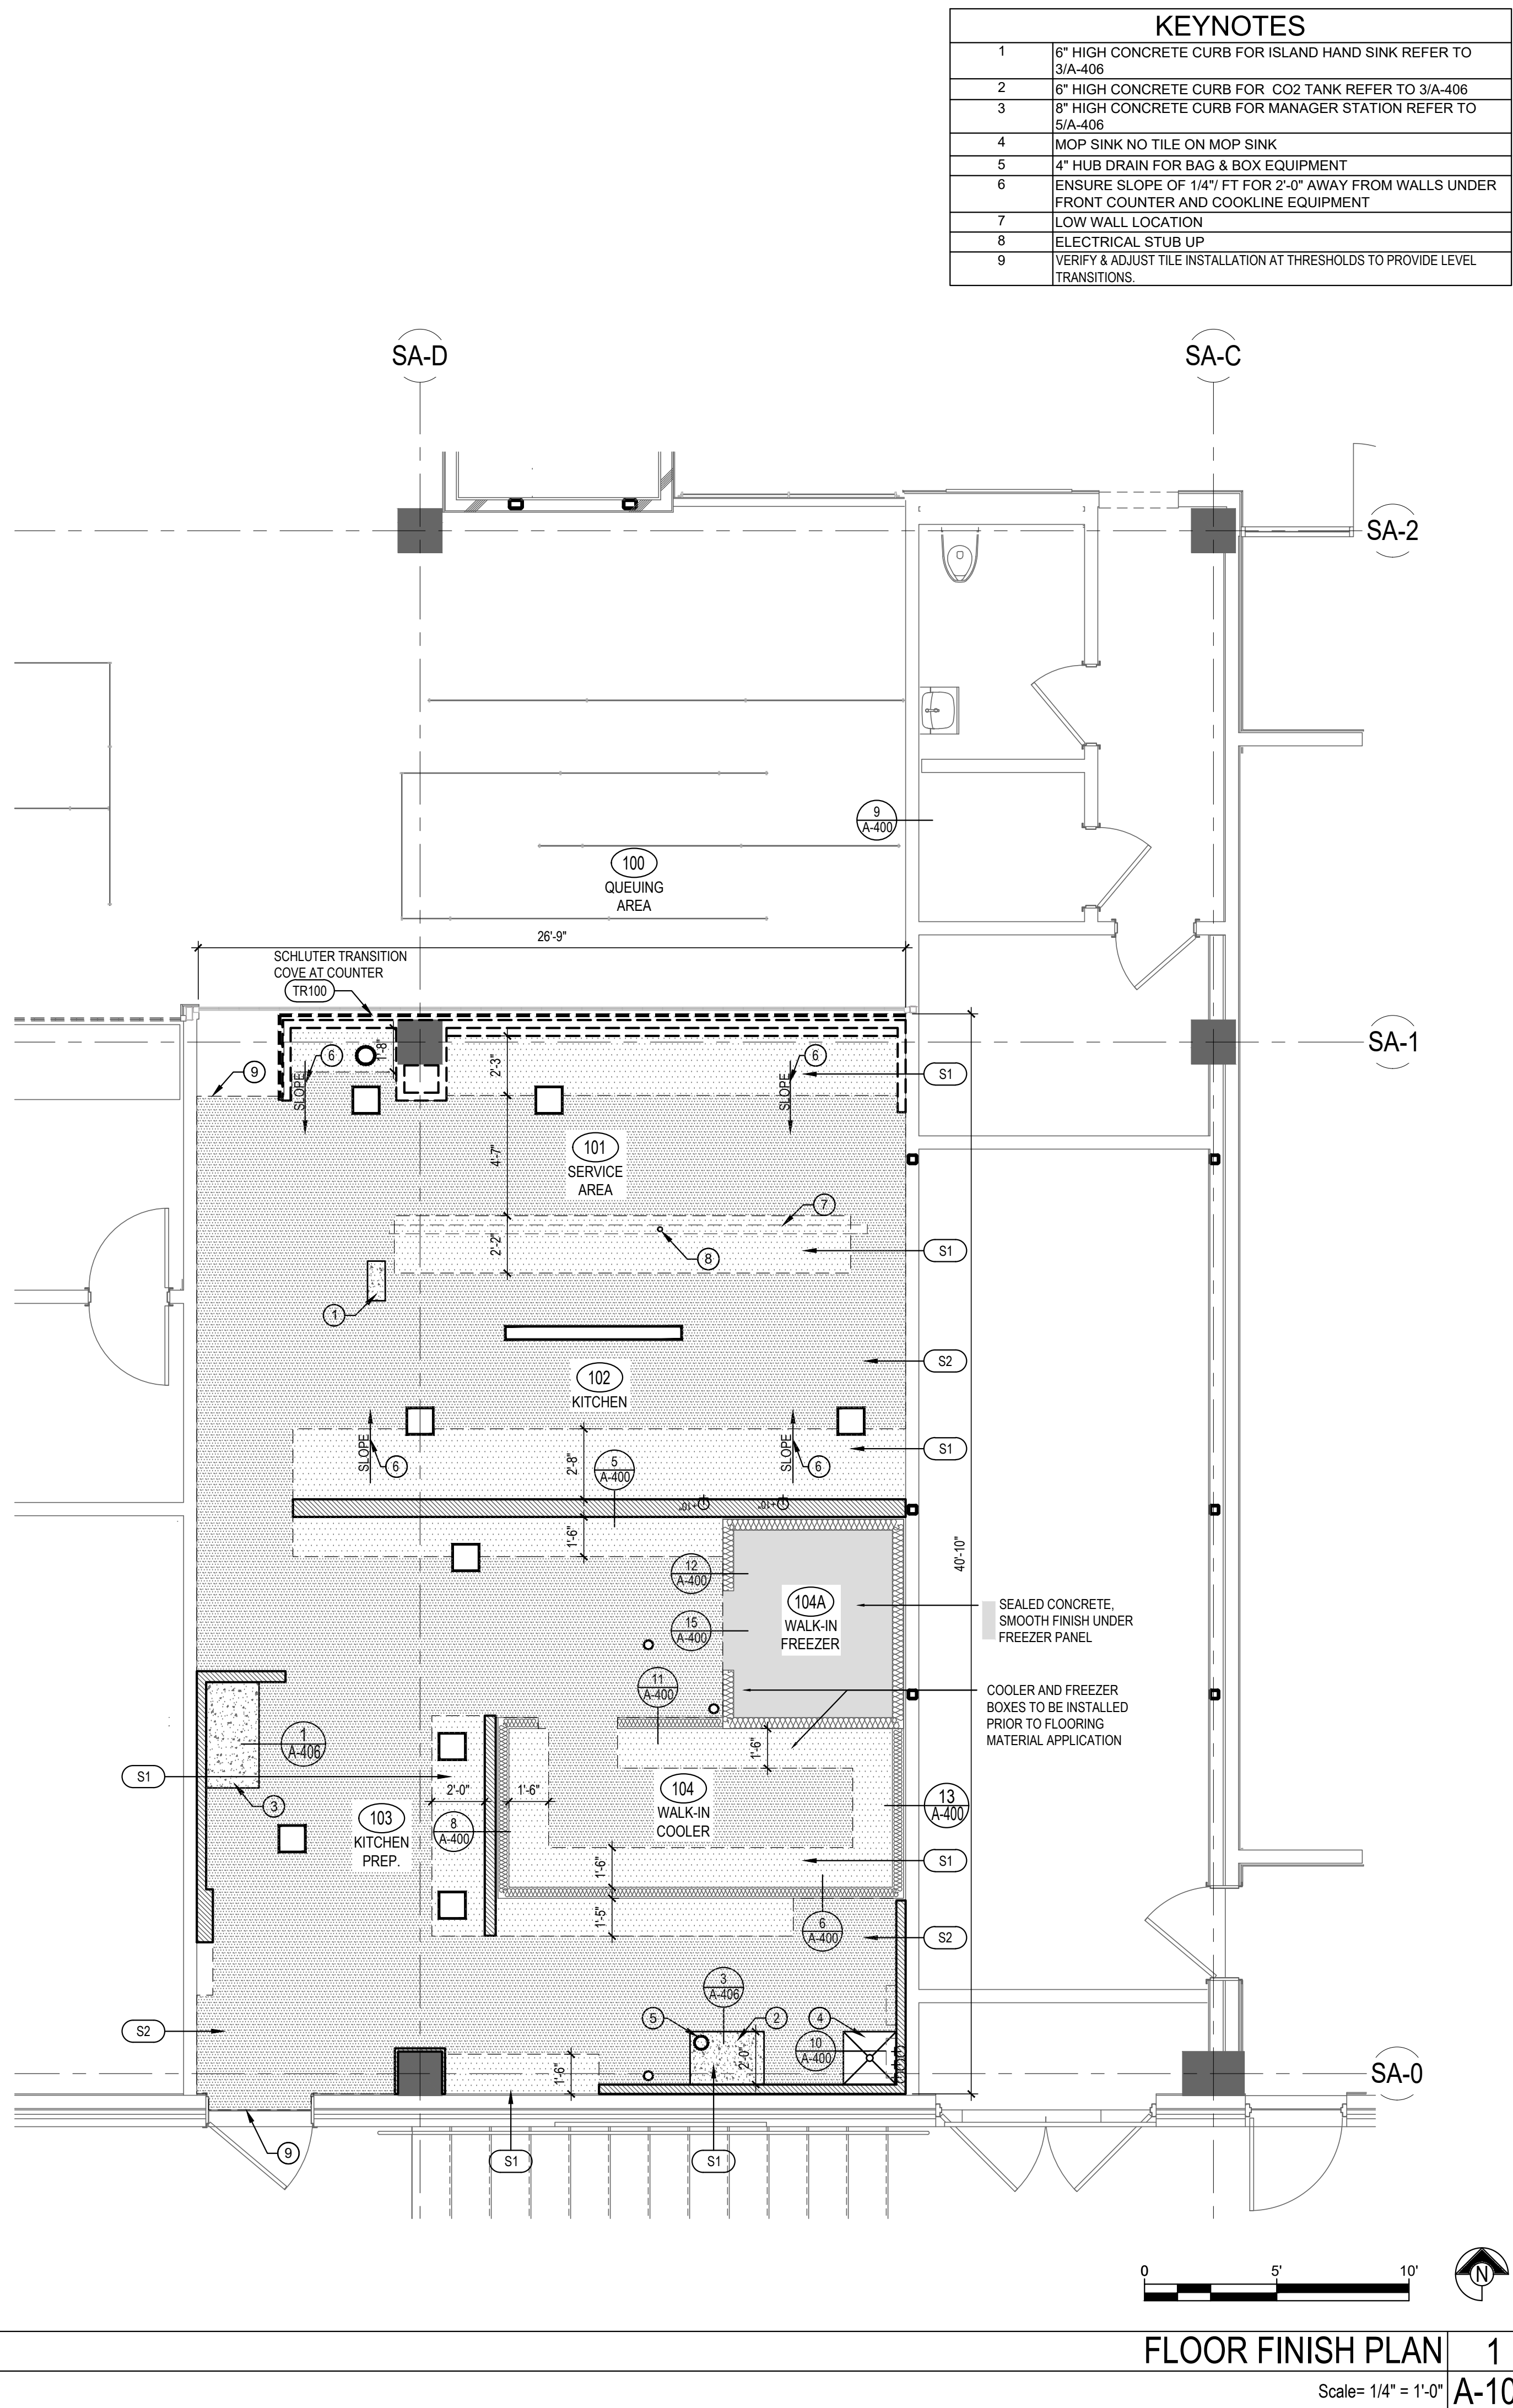 KEYNOTES
1 6" HIGH CONCRETE CURB FOR ISLAND HAND SINK REFER TO
3/A-406
2 6" HIGH CONCRETE CURB FOR CO2 TANK REFER TO 3/A-406
3 8" HIGH CONCRETE CURB FOR MANAGER STATION REFER TO
5/A-406
4 MOP SINK NO TILE ON MOP SINK
5 4" HUB DRAIN FOR BAG & BOX EQUIPMENT
6 ENSURE SLOPE OF 1/4"/ FT FOR 2'-0" AWAY FROM WALLS UNDER
FRONT COUNTER AND COOKLINE EQUIPMENT
7 LOW WALL LOCATION
8 ELECTRICAL STUB UP
9 VERIFY & ADJUST TILE INSTALLATION AT THRESHOLDS TO PROVIDE LEVEL
TRANSITIONS.
SA-D
SA-C
SA-2
9
A-400
100
QUEUING
AREA
26'-9"
SCHLUTER TRANSITION
COVE AT COUNTER
TR100
SA-1
6
1'-8"
2'-3"
6
9
S1
SLOPE
SLOPE
101
SERVICE
AREA
4'-7"
7
2'-2"
8
S1
1
S2
102
KITCHEN
SLOPE
6
2'-8"
5
A-400
SLOPE
6
S1
+10"
+10"
1'-6"
40'-10"
12
A-400
104A
WALK-IN
FREEZER
SEALED CONCRETE,
SMOOTH FINISH UNDER
FREEZER PANEL
15
A-400
11
A-400
COOLER AND FREEZER
BOXES TO BE INSTALLED
PRIOR TO FLOORING
MATERIAL APPLICATION
1
A-406
1'-6"
S1
2'-0"
1'-6"
104
WALK-IN
COOLER
3
13
A-400
103
KITCHEN
PREP.
8
A-400
1'-6"
S1
1'-5"
6
A-400
S2
3
A-406
S2
5
2
4
10
A-400
2'-0"
1'-6"
SA-0
9
S1
S1
0 5' 10'
N
FLOOR FINISH PLAN 1
Scale= 1/4" = 1'-0" A-10